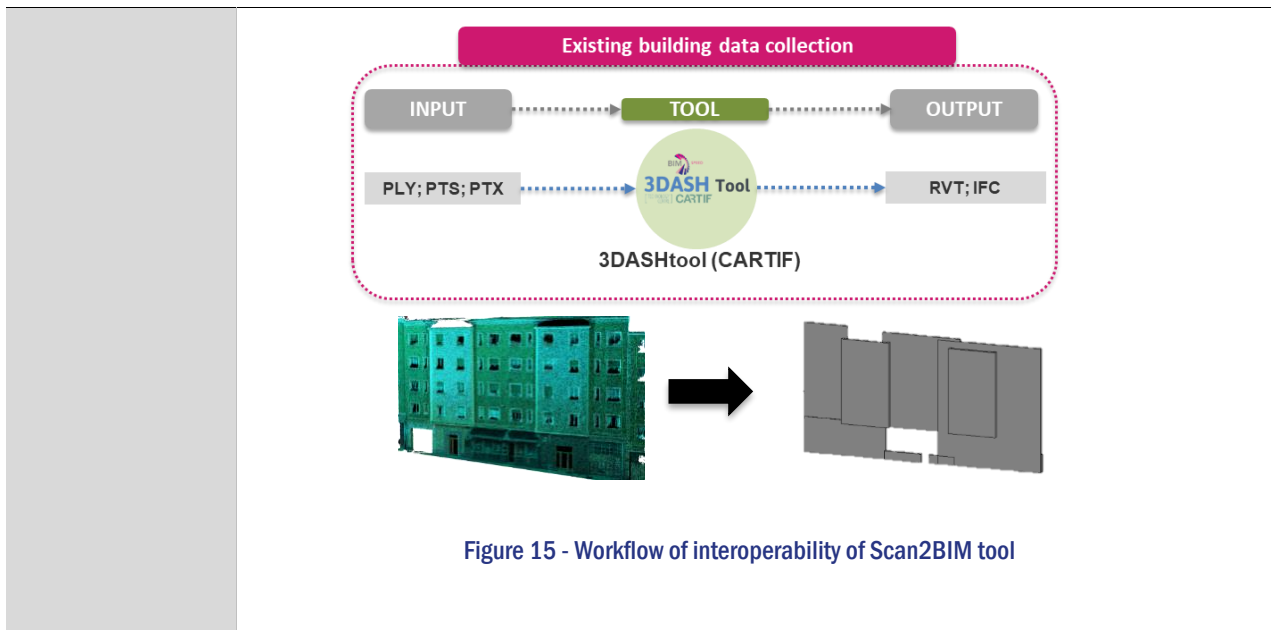 Existing building data collection
INPUT
TOOL
OUTPUT
PLY; PTS; PTX
BIM
3DASH Tool
CARTIF
RVT; IFC
3DASHtool (CARTIF)
Figure 15 - Workflow of interoperability of Scan2BIM tool